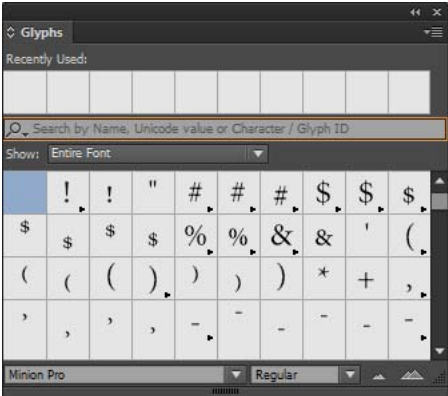 Glyphs
Recently Used:
Search by Name, Unicode value or Character / Glyph ID
Show: Entire Font
! ! " # # # $ $ $
$ $ $ $ % % & & ' (
( ( ( ) ) ) ) * + ,
, , , , - - - - - -
Minion Pro Regular